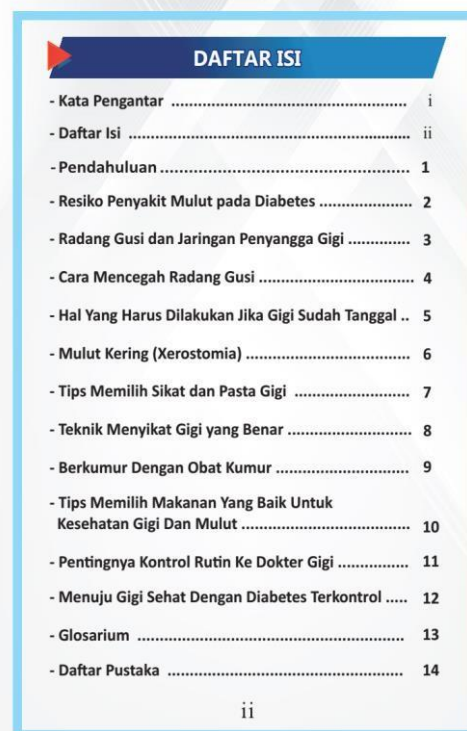 DAFTAR ISI
- Kata Pengantar ..................................................... i
- Daftar Isi ............................................................... ii
- Pendahuluan ........................................................ 1
- Resiko Penyakit Mulut pada Diabetes ..................... 2
- Radang Gusi dan Jaringan Penyangga Gigi .............. 3
- Cara Mencegah Radang Gusi ................................... 4
- Hal Yang Harus Dilakukan Jika Gigi Sudah Tanggal .. 5
- Mulut Kering (Xerostomia) ..................................... 6
- Tips Memilih Sikat dan Pasta Gigi .......................... 7
- Teknik Menyikat Gigi yang Benar ............................ 8
- Berkumur Dengan Obat Kumur .............................. 9
- Tips Memilih Makanan Yang Baik Untuk
Kesehatan Gigi Dan Mulut ...................................... 10
- Pentingnya Kontrol Rutin Ke Dokter Gigi ................ 11
- Menuju Gigi Sehat Dengan Diabetes Terkontrol ..... 12
- Glosarium ............................................................ 13
- Daftar Pustaka ..................................................... 14
ii